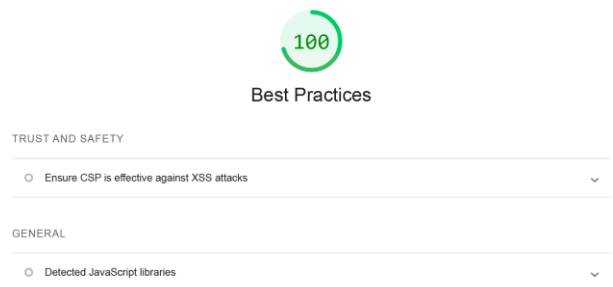 100
Best Practices
TRUST AND SAFETY
Ensure CSP is effective against XSS attacks
GENERAL
Detected JavaScript libraries